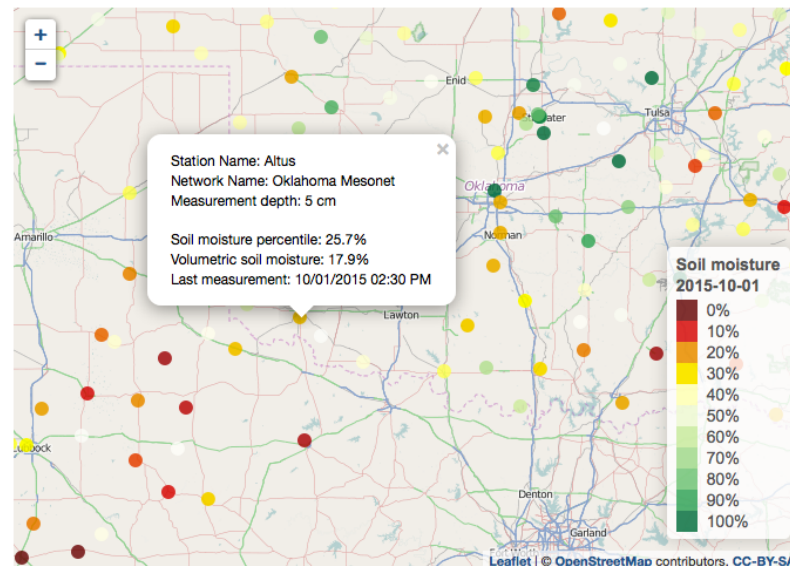 +
−
Enid
water
Tulsa
×
Station Name: Altus
Network Name: Oklahoma Mesonet
Measurement depth: 5 cm
Soil moisture percentile: 25.7%
Volumetric soil moisture: 17.9%
Last measurement: 10/01/2015 02:30 PM
Oklahoma
Amarillo
Norman
Lawton
Soil moisture
2015-10-01
0%
10%
20%
30%
40%
50%
60%
70%
80%
90%
100%
bock
Denton
Garland
Leaflet | © OpenStreetMap contributors, CC-BY-SA